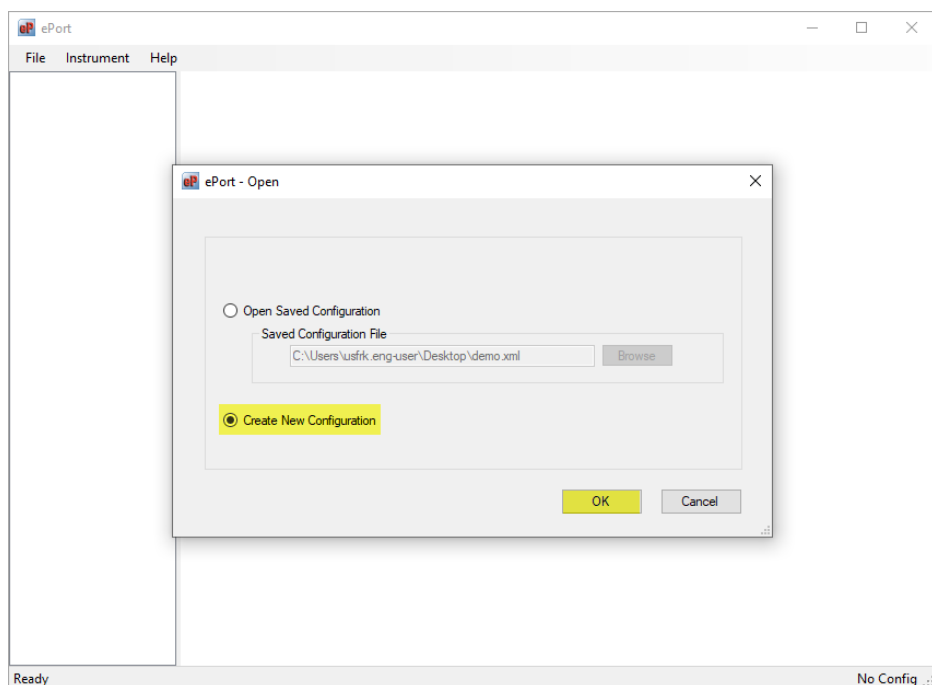 eP ePort
File Instrument Help
eP ePort - Open
Open Saved Configuration
Saved Configuration File
C:\Users\usfrk.eng-user\Desktop\demo.xml Browse
Create New Configuration
OK Cancel
Ready No Config